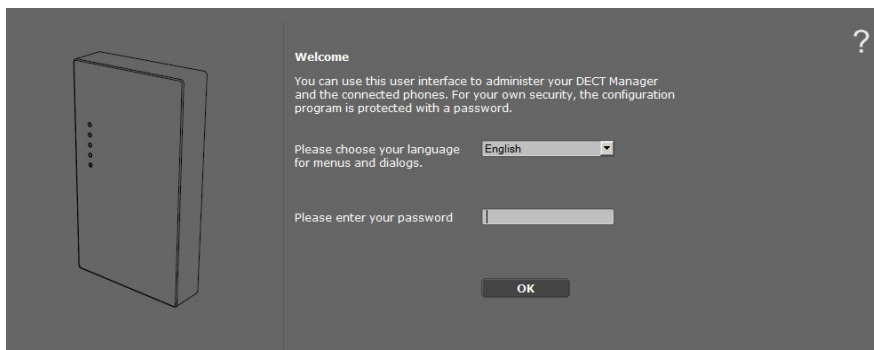 ?
Welcome
You can use this user interface to administer your DECT Manager
and the connected phones. For your own security, the configuration
program is protected with a password.
Please choose your language
for menus and dialogs.
English
Please enter your password
OK